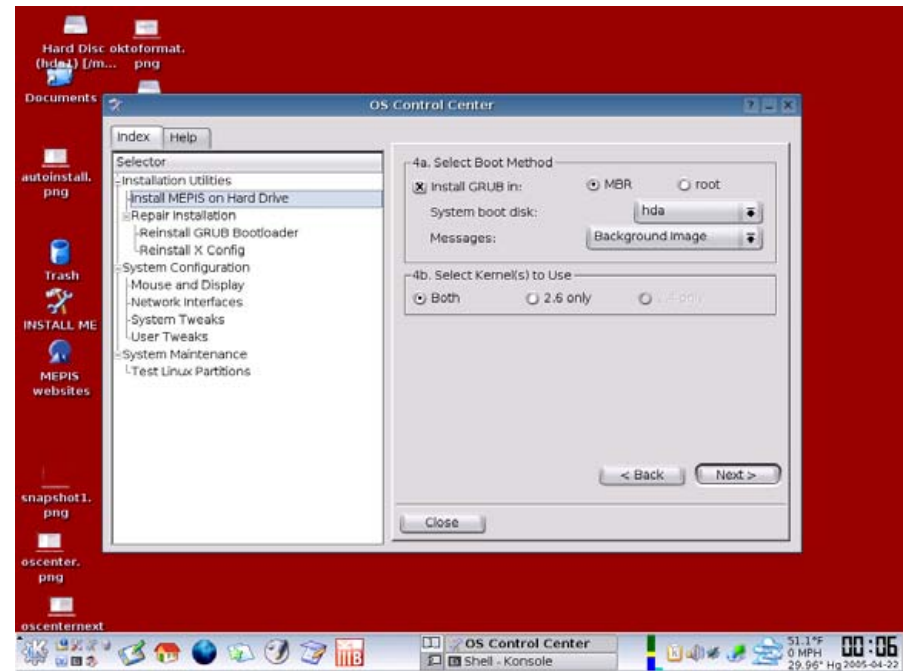 Hard Disc
(hda1) [/m...
oktoformat.
png
Documents
autoinstall.
png
Trash
INSTALL ME
MEPIS
websites
snapshot1.
png
oscenter.
png
oscenternext
OS Control Center
Index
Help
Selector
Installation Utilities
Install MEPIS on Hard Drive
Repair Installation
Reinstall GRUB Bootloader
Reinstall X Config
System Configuration
Mouse and Display
Network Interfaces
System Tweaks
User Tweaks
System Maintenance
Test Linux Partitions
4a. Select Boot Method
Install GRUB in: MBR root
System boot disk: hda
Messages: Background Image
4b. Select Kernel(s) to Use
Both 2.6 only
< Back Next >
Close
OS Control Center
Shell - Konsole
51.1°F
0 MPH
29.96" Hg
00:06
2005-04-22